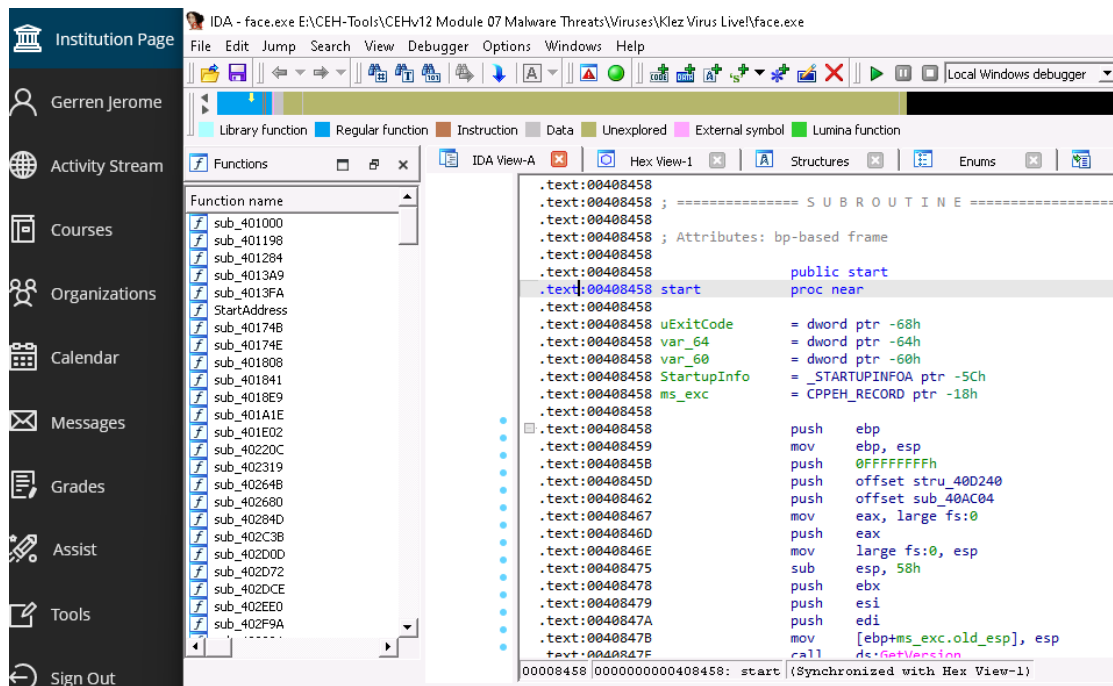 Institution Page
Gerren Jerome
Activity Stream
Courses
Organizations
Calendar
Messages
Grades
Assist
Tools
Sign Out
IDA - face.exe E:\CEH-Tools\CEHv12 Module 07 Malware Threats\Viruses\Klez Virus Live!\face.exe
File Edit Jump Search View Debugger Options Windows Help
Local Windows debugger
Library function Regular function Instruction Data Unexplored External symbol Lumina function
Functions
IDA View-A Hex View-1 Structures Enums
Function name
sub_401000
sub_401198
sub_401284
sub_4013A9
sub_4013FA
StartAddress
sub_40174B
sub_40174E
sub_401808
sub_401841
sub_4018E9
sub_401A1E
sub_401E02
sub_40220C
sub_402319
sub_40264B
sub_402680
sub_40284D
sub_402C3B
sub_402D0D
sub_402D72
sub_402DCE
sub_402EE0
sub_402F9A
.text:00408458
.text:00408458 ; =============== S U B R O U T I N E ==================
.text:00408458
.text:00408458 ; Attributes: bp-based frame
.text:00408458
.text:00408458 public start
.text:00408458 start proc near
.text:00408458
.text:00408458 uExitCode = dword ptr -68h
.text:00408458 var_64 = dword ptr -64h
.text:00408458 var_60 = dword ptr -60h
.text:00408458 StartupInfo = _STARTUPINFOA ptr -5Ch
.text:00408458 ms_exc = CPPEH_RECORD ptr -18h
.text:00408458
.text:00408458 push ebp
.text:00408459 mov ebp, esp
.text:0040845B push 0FFFFFFFFh
.text:0040845D push offset stru_40D240
.text:00408462 push offset sub_40AC04
.text:00408467 mov eax, large fs:0
.text:0040846D push eax
.text:0040846E mov large fs:0, esp
.text:00408475 sub esp, 58h
.text:00408478 push ebx
.text:00408479 push esi
.text:0040847A push edi
.text:0040847B mov [ebp+ms_exc.old_esp], esp
.text:0040847E call ds:GetVersion
00008458 0000000000408458: start (Synchronized with Hex View-1)